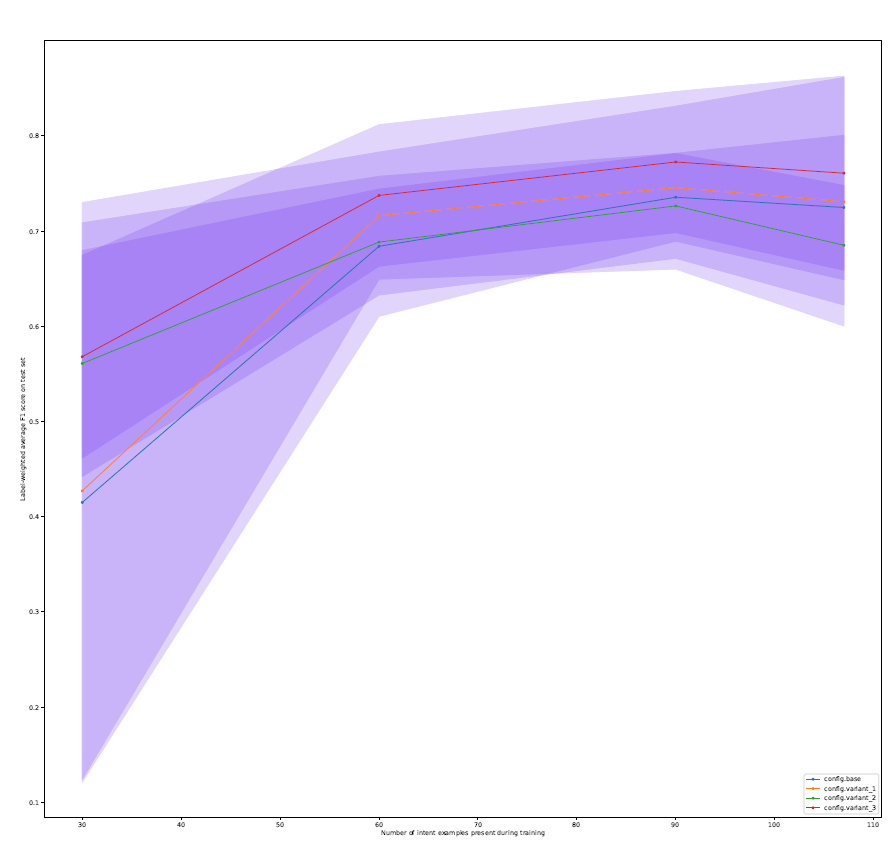 0.8
0.7
0.6
0.5
0.4
0.3
0.2
0.1
Label-weighted average F1 score on test set
30 40 50 60 70 80 90 100 110
Number of intent examples present during training
config.base
config.variant_1
config.variant_2
config.variant_3